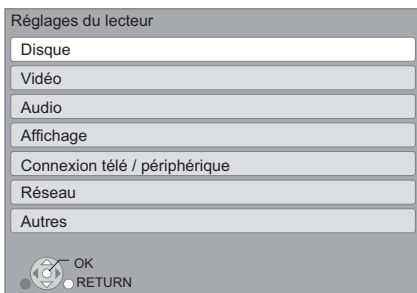 Réglages du lecteur
Disque
Vidéo
Audio
Affichage
Connexion télé / périphérique
Réseau
Autres
OK
RETURN